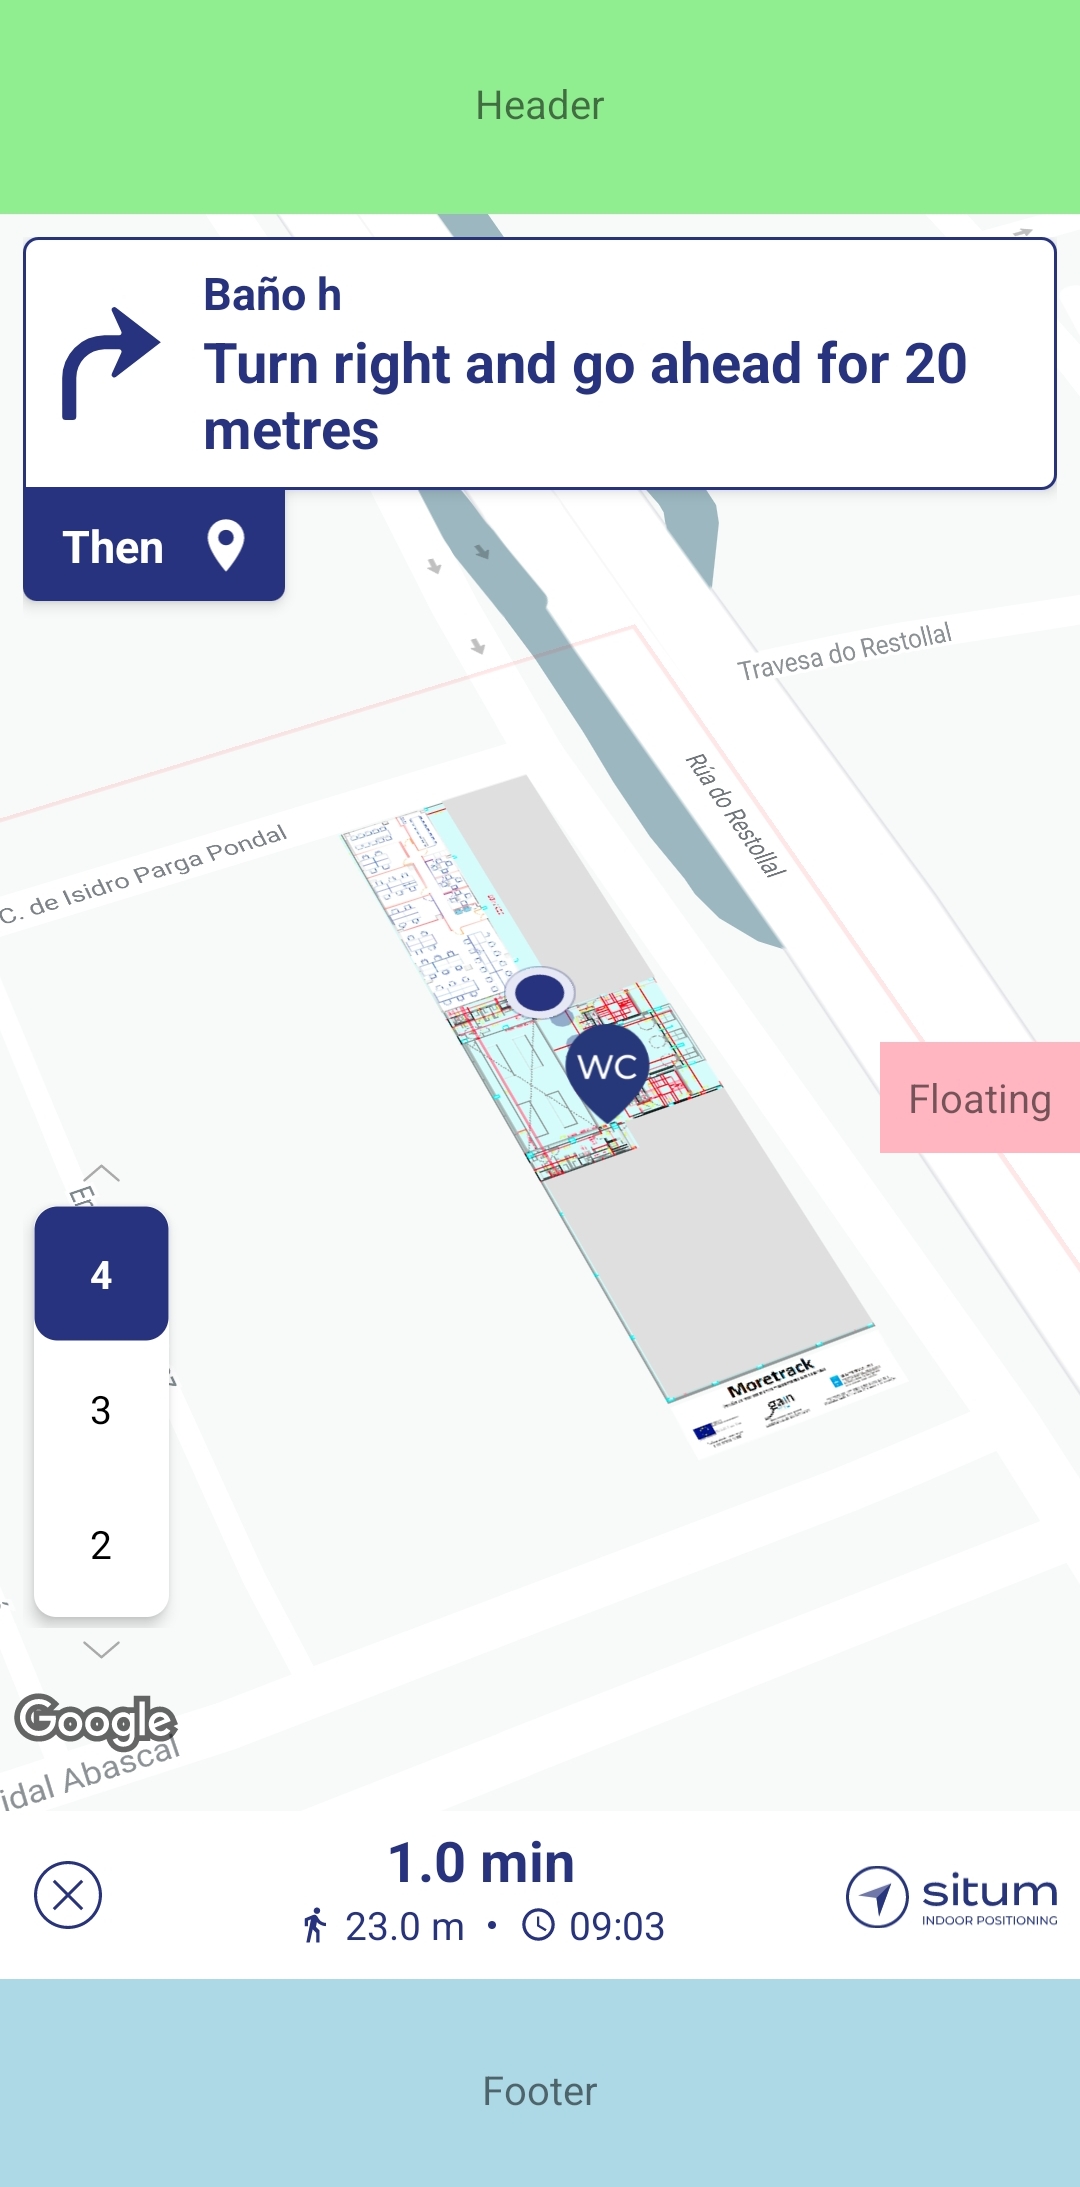 Header
Baño h
Turn right and go ahead for 20
metres
Then
Travesa do Restollal
Rúa do Restollal
C. de Isidro Parga Pondal
WC
Floating
4
3
2
Moretrack
gain
Google
idal Abascal
1.0 min
23.0 m • 09:03
situm
INDOOR POSITIONING
Footer